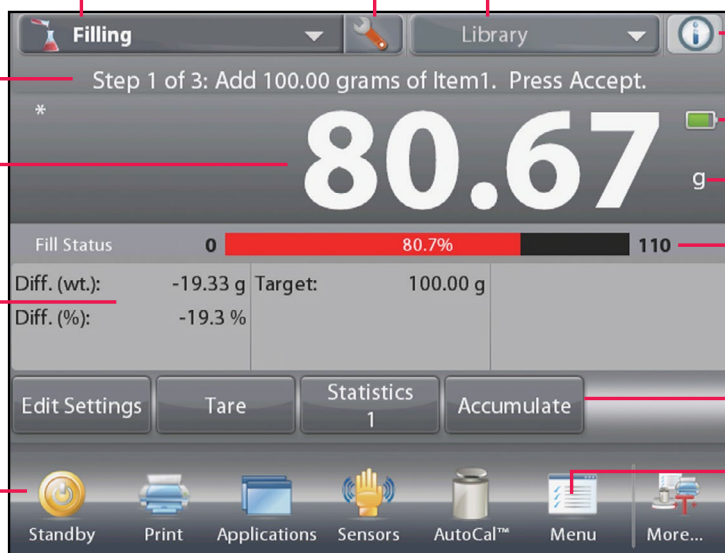 Filling
Library
Step 1 of 3: Add 100.00 grams of Item1. Press Accept.
*
80.67
g
Fill Status 0 80.7% 110
Diff. (wt.): -19.33 g Target: 100.00 g
Diff. (%): -19.3 %
Edit Settings Tare Statistics 1 Accumulate
Standby Print Applications Sensors AutoCal™ Menu More...